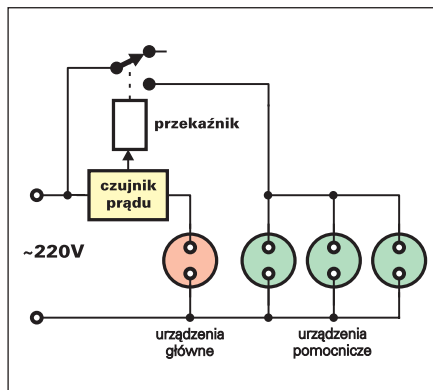 przekaźnik
czujnik
prądu
~220V
urządzenia
główne
urządzenia
pomocnicze